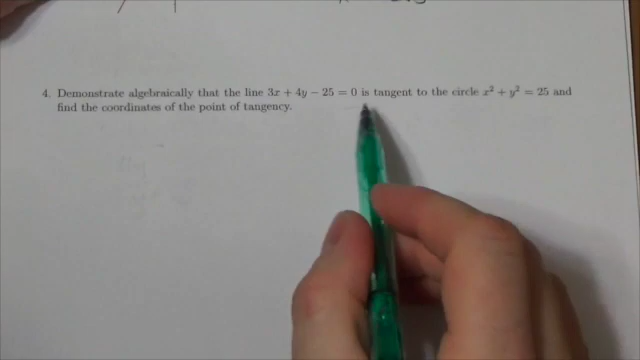 4. Demonstrate algebraically that the line 3x + 4y − 25 = 0 is tangent to the circle x² + y² = 25 and
find the coordinates of the point of tangency.